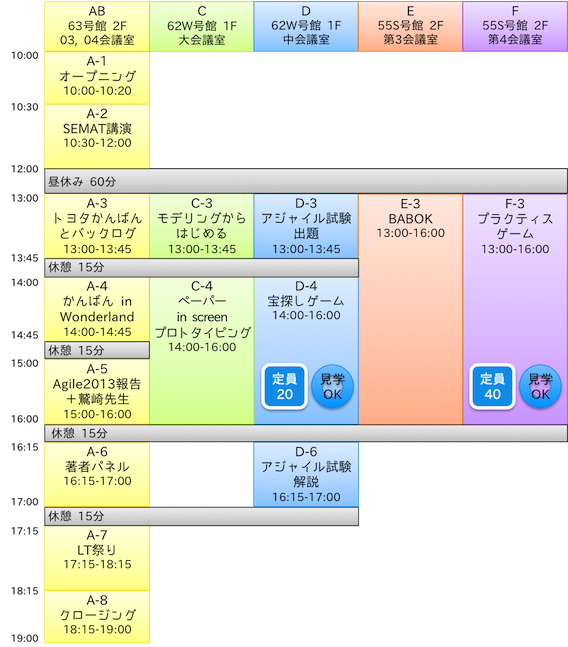 AB
63号館 2F
03, 04会議室
C
62W号館 1F
大会議室
D
62W号館 1F
中会議室
E
55S号館 2F
第3会議室
F
55S号館 2F
第4会議室
10:00
A-1
オープニング
10:00-10:20
10:30
A-2
SEMAT講演
10:30-12:00
12:00
昼休み 60分
13:00
A-3
トヨタかんばん
とバックログ
13:00-13:45
C-3
モデリングから
はじめる
13:00-13:45
D-3
アジャイル試験
出題
13:00-13:45
E-3
BABOK
13:00-16:00
F-3
プラクティス
ゲーム
13:00-16:00
13:45
休憩 15分
14:00
A-4
かんばん in
Wonderland
14:00-14:45
C-4
ペーパー
in screen
プロトタイピング
14:00-16:00
D-4
宝探しゲーム
14:00-16:00
14:45
休憩 15分
15:00
A-5
Agile2013報告
＋鷲崎先生
15:00-16:00
定員
20
見学
OK
定員
40
見学
OK
16:00
休憩 15分
16:15
A-6
著者パネル
16:15-17:00
D-6
アジャイル試験
解説
16:15-17:00
17:00
休憩 15分
17:15
A-7
LT祭り
17:15-18:15
18:15
A-8
クロージング
18:15-19:00
19:00